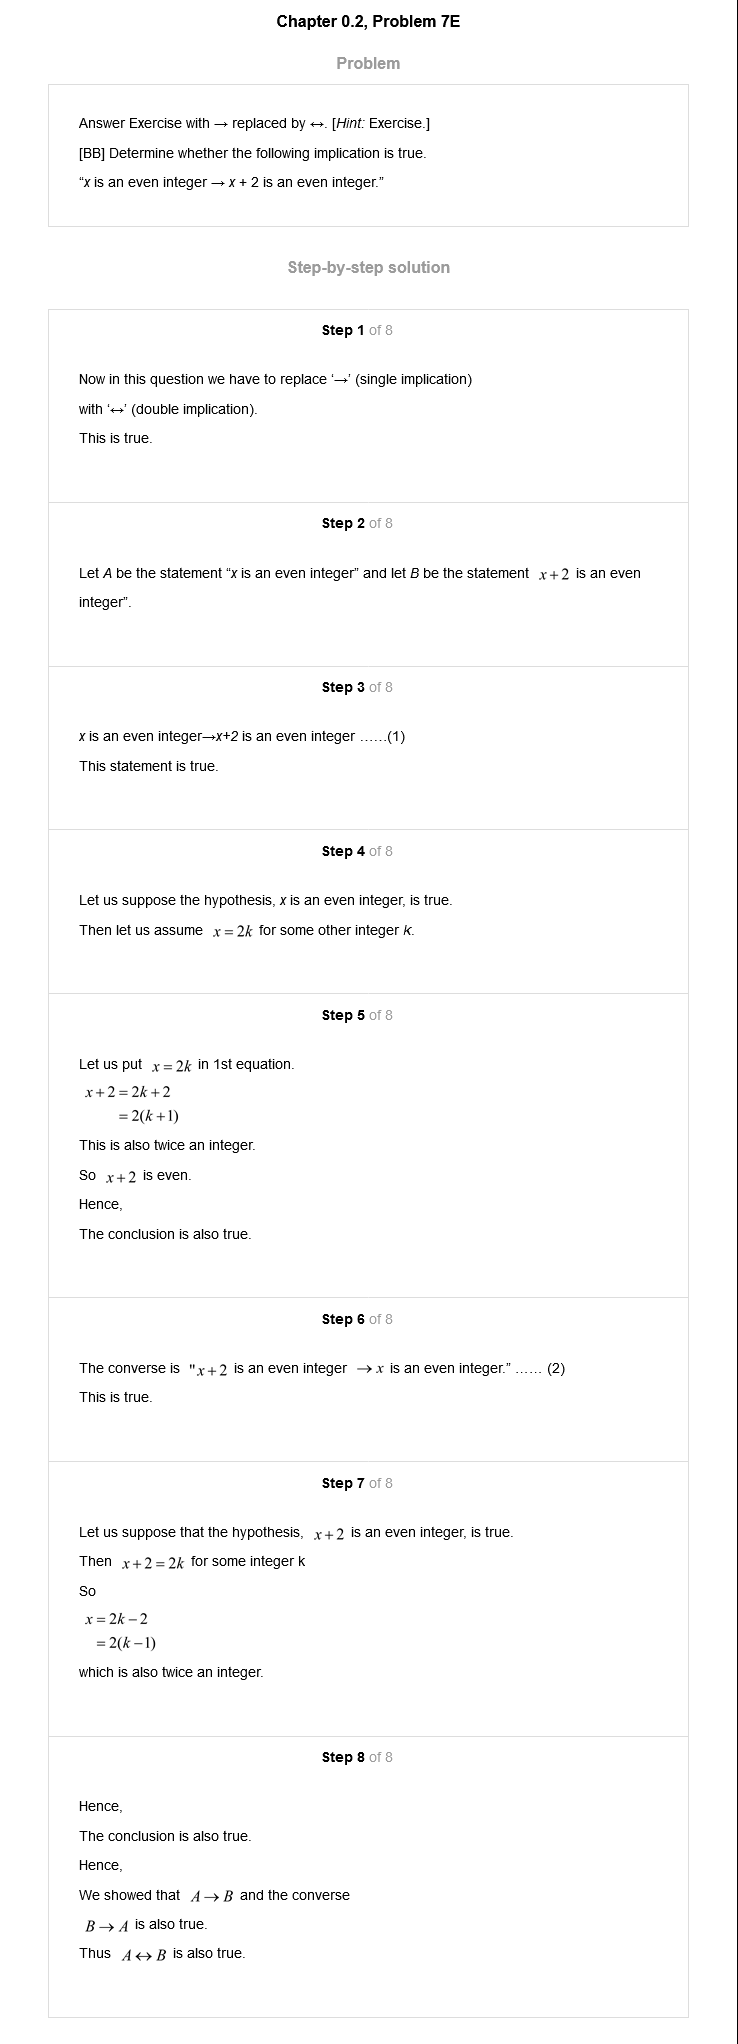 Chapter 0.2, Problem 7E
Problem
Answer Exercise with → replaced by ↔. [Hint: Exercise.]
[BB] Determine whether the following implication is true.
“x is an even integer → x + 2 is an even integer.”
Step-by-step solution
Step 1 of 8
Now in this question we have to replace ‘→’ (single implication)
with ‘↔’ (double implication).
This is true.
Step 2 of 8
Let A be the statement “x is an even integer” and let B be the statement x+2 is an even
integer”.
Step 3 of 8
x is an even integer→x+2 is an even integer ……(1)
This statement is true.
Step 4 of 8
Let us suppose the hypothesis, x is an even integer, is true.
Then let us assume x = 2k for some other integer k.
Step 5 of 8
Let us put x = 2k in 1st equation.
x + 2 = 2k + 2
= 2(k +1)
This is also twice an integer.
So x+2 is even.
Hence,
The conclusion is also true.
Step 6 of 8
The converse is "x+2 is an even integer → x is an even integer.” …… (2)
This is true.
Step 7 of 8
Let us suppose that the hypothesis, x+2 is an even integer, is true.
Then x+2 = 2k for some integer k
So
x = 2k − 2
= 2(k −1)
which is also twice an integer.
Step 8 of 8
Hence,
The conclusion is also true.
Hence,
We showed that A → B and the converse
B → A is also true.
Thus A ↔ B is also true.